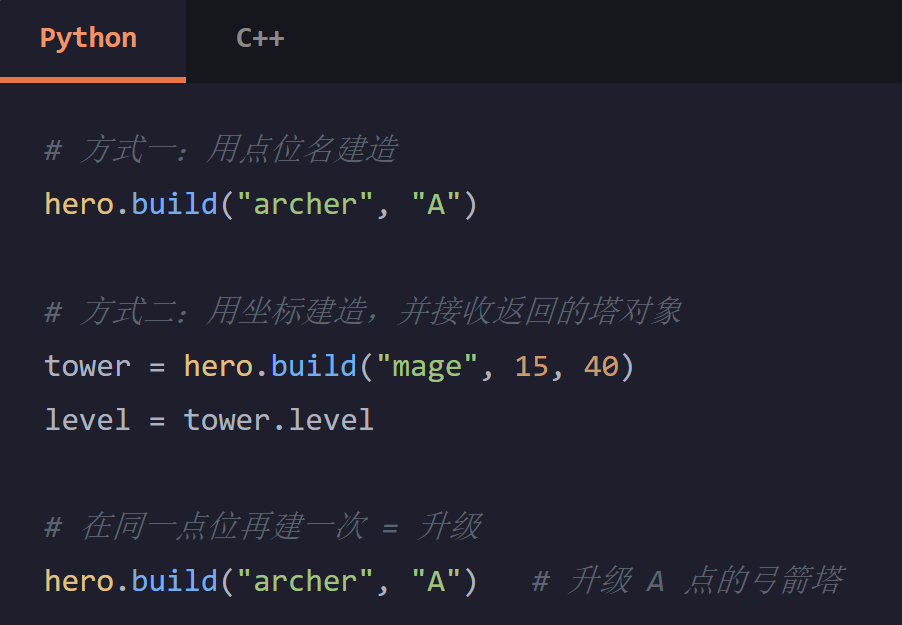 Python C++
# 方式一：用点位名建造
hero.build("archer", "A")
# 方式二：用坐标建造，并接收返回的塔对象
tower = hero.build("mage", 15, 40)
level = tower.level
# 在同一点位再建一次 = 升级
hero.build("archer", "A")   # 升级 A 点的弓箭塔